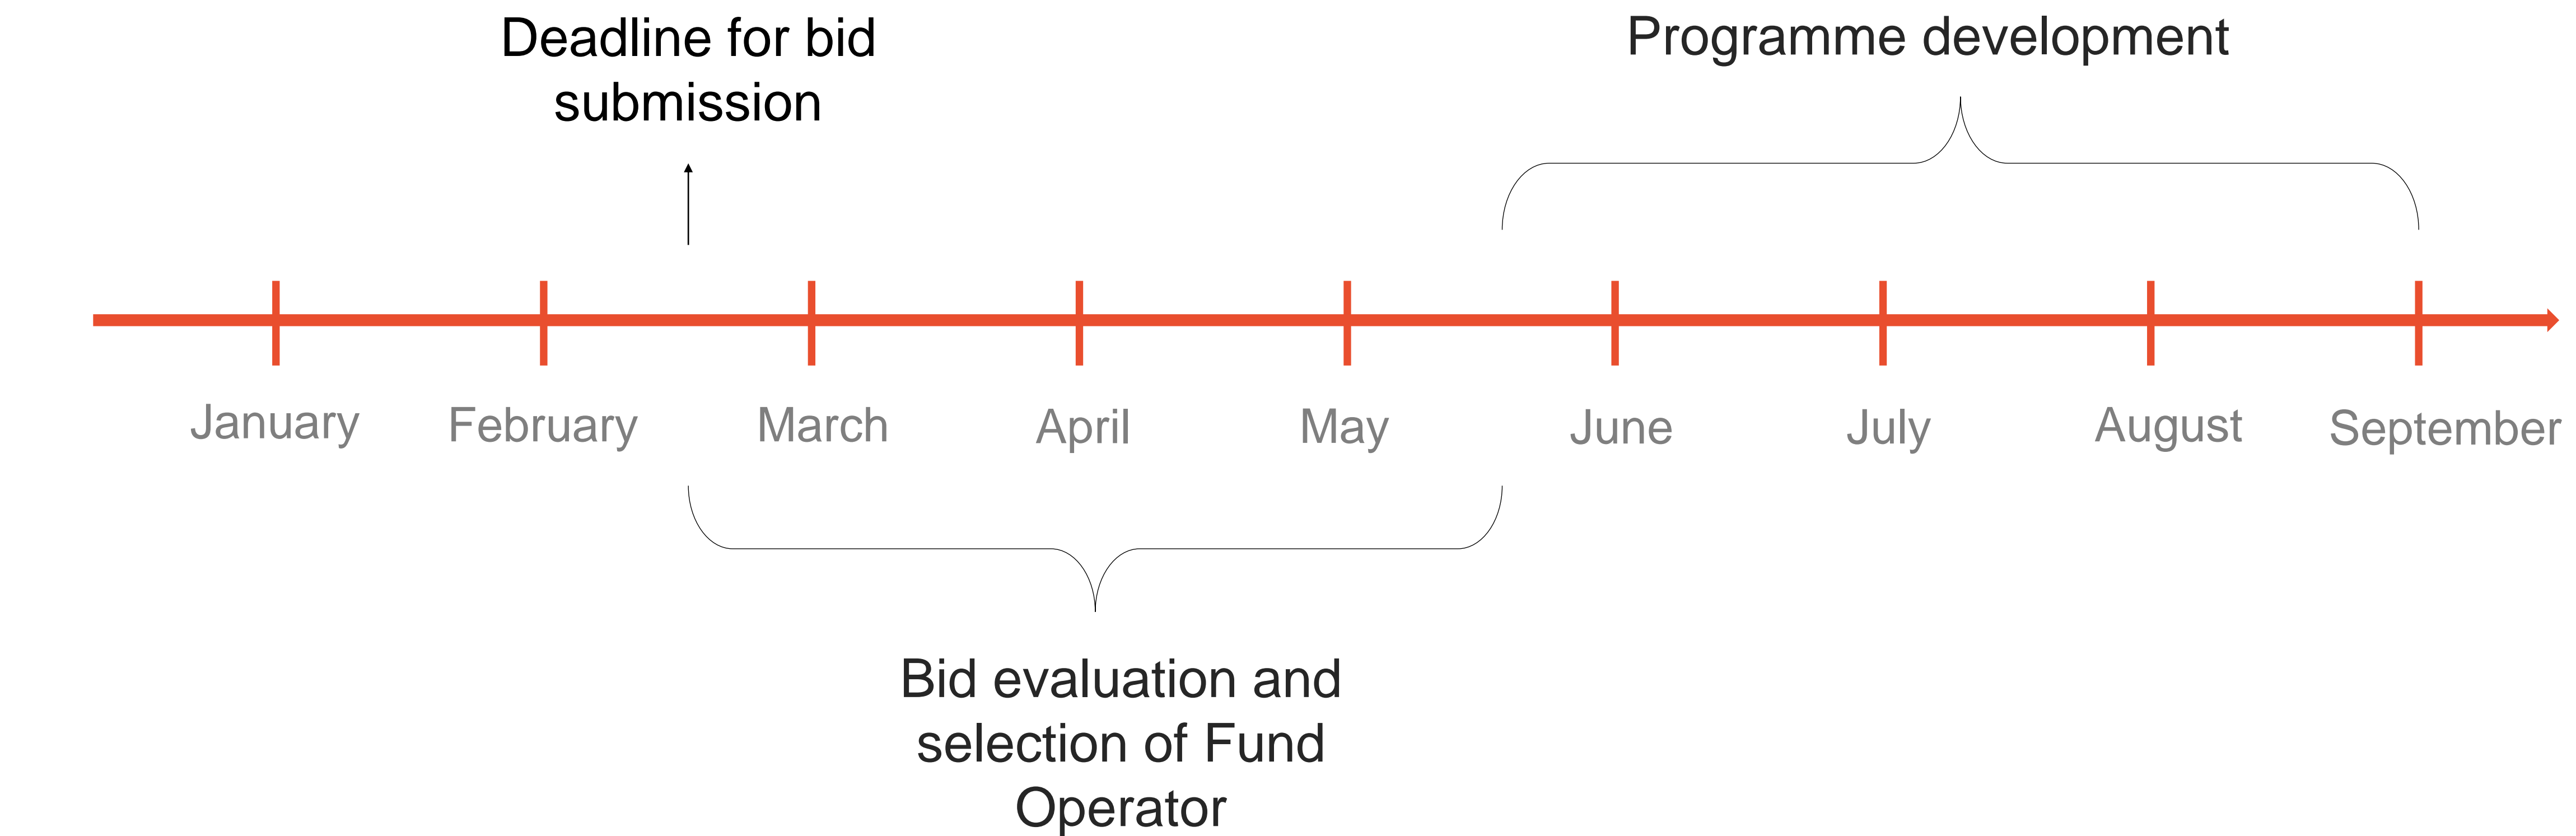 Deadline for bid
submission
Programme development
January
February
March
April
May
June
July
August
September
Bid evaluation and
selection of Fund
Operator